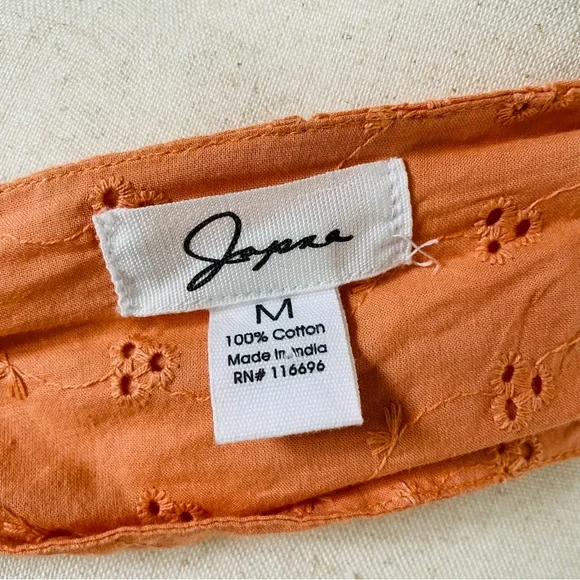 Japna
M
100% Cotton
Made In India
RN# 116696